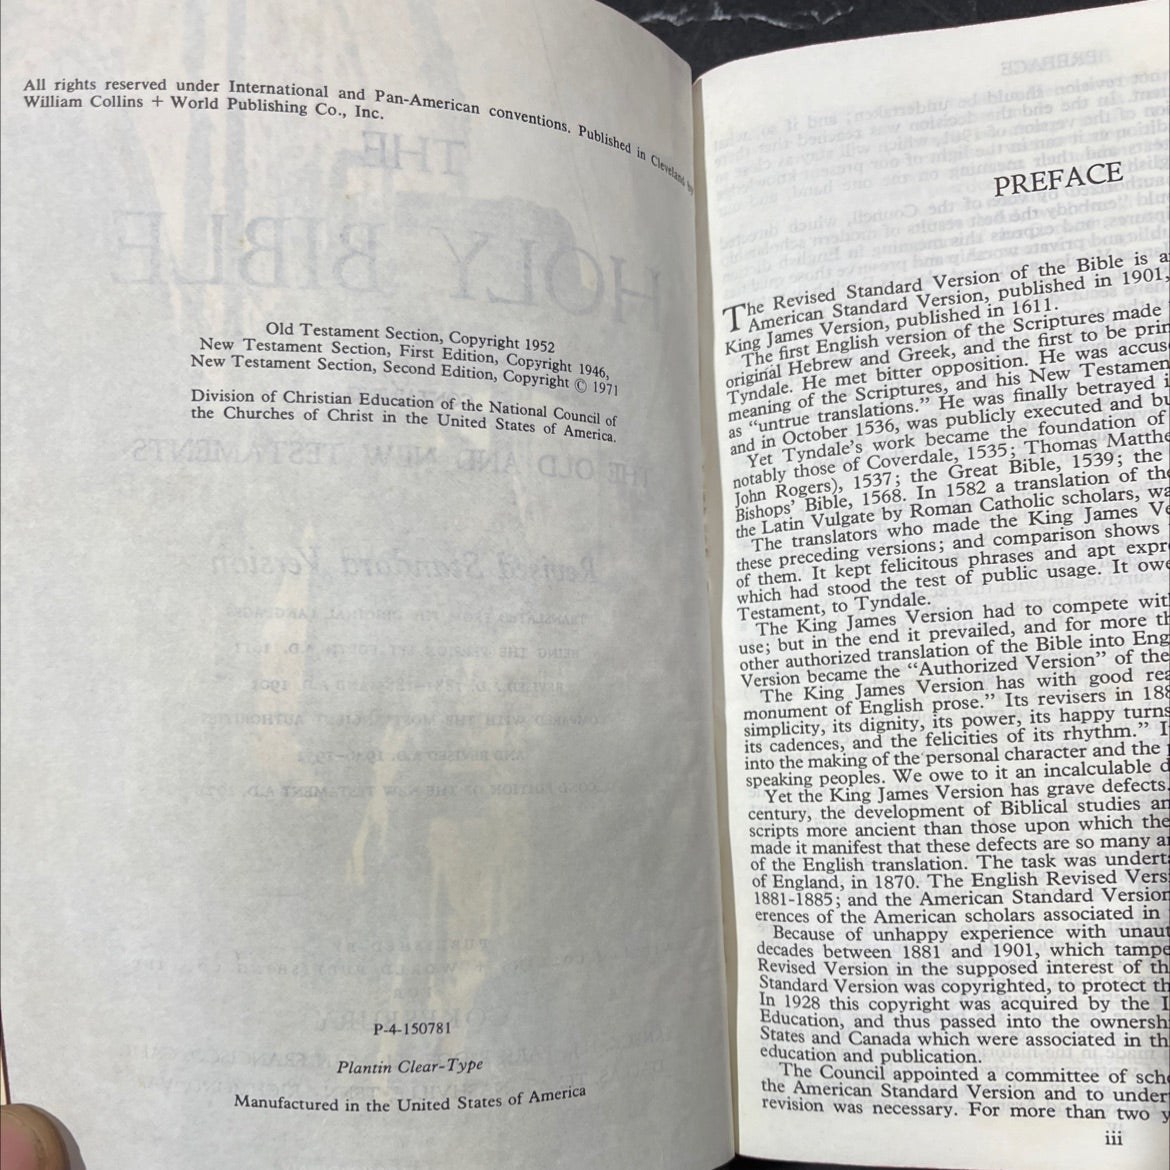 All rights reserved under International and Pan-American conventions. Published in Cleveland by
William Collins + World Publishing Co., Inc.
Old Testament Section, Copyright 1952
New Testament Section, First Edition, Copyright 1946,
New Testament Section, Second Edition, Copyright © 1971
Division of Christian Education of the National Council of
the Churches of Christ in the United States of America.
P-4-150781
Plantin Clear-Type
Manufactured in the United States of America
PREFACE
The Revised Standard Version of the Bible is a
American Standard Version, published in 1901,
King James Version, published in 1611.
The first English version of the Scriptures made
original Hebrew and Greek, and the first to be prin
Tyndale. He met bitter opposition. He was accus
meaning of the Scriptures, and his New Testamen
as "untrue translations." He was finally betrayed i
and in October 1536, was publicly executed and bu
Yet Tyndale's work became the foundation of
notably those of Coverdale, 1535; Thomas Matthe
John Rogers), 1537; the Great Bible, 1539; the
Bishops' Bible, 1568. In 1582 a translation of the
the Latin Vulgate by Roman Catholic scholars, wa
The translators who made the King James Ve
these preceding versions; and comparison shows
of them. It kept felicitous phrases and apt expre
which had stood the test of public usage. It owe
Testament, to Tyndale.
The King James Version had to compete wit
use; but in the end it prevailed, and for more th
other authorized translation of the Bible into Eng
Version became the "Authorized Version" of the
The King James Version has with good rea
monument of English prose." Its revisers in 188
simplicity, its dignity, its power, its happy turns
its cadences, and the felicities of its rhythm." I
into the making of the personal character and the p
speaking peoples. We owe to it an incalculable d
Yet the King James Version has grave defects.
century, the development of Biblical studies an
scripts more ancient than those upon which the
made it manifest that these defects are so many a
of the English translation. The task was undert
of England, in 1870. The English Revised Vers
1881-1885; and the American Standard Version
erences of the American scholars associated in
Because of unhappy experience with unaut
decades between 1881 and 1901, which tampe
Revised Version in the supposed interest of th
Standard Version was copyrighted, to protect th
In 1928 this copyright was acquired by the I
Education, and thus passed into the ownersh
States and Canada which were associated in th
education and publication.
The Council appointed a committee of scho
the American Standard Version and to under
revision was necessary. For more than two y
iii